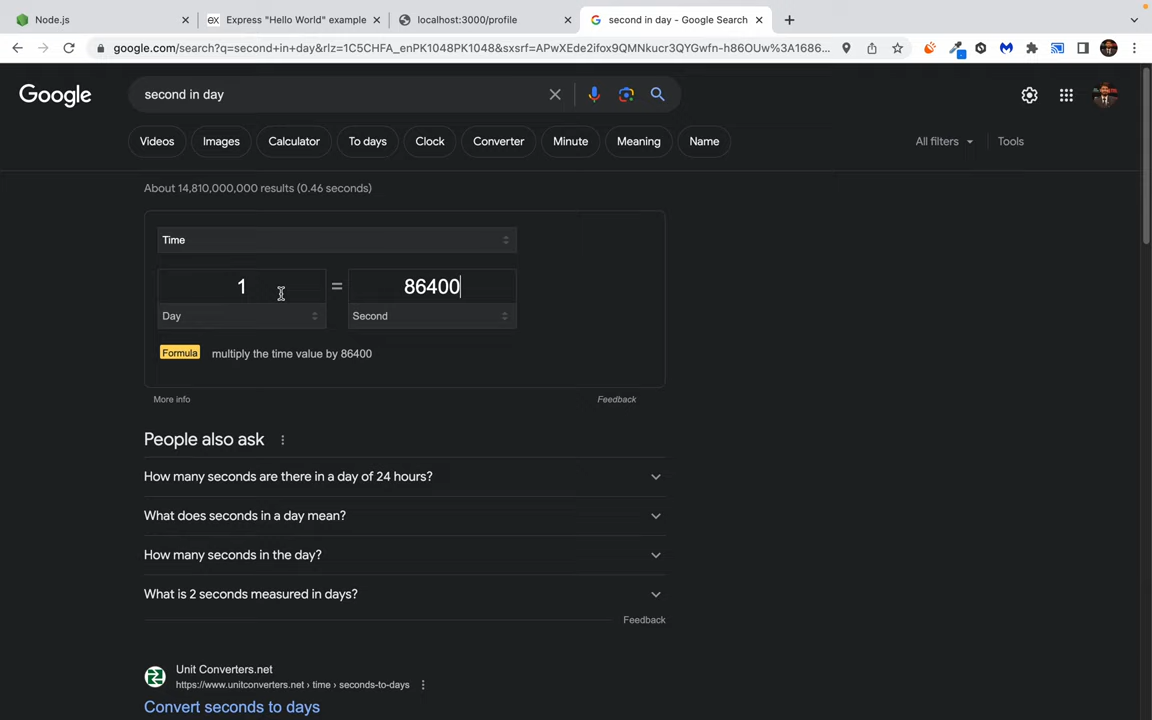 Node.js
Express "Hello World" example
localhost:3000/profile
second in day - Google Search
google.com/search?q=second+in+day&rlz=1C5CHFA_enPK1048PK1048&sxsrf=APwXEde2ifox9QMNkucr3QYGwfn-h86OUw%3A1686...
Google
second in day
Videos
Images
Calculator
To days
Clock
Converter
Minute
Meaning
Name
All filters
Tools
About 14,810,000,000 results (0.46 seconds)
Time
1 = 86400
Day
Second
Formula multiply the time value by 86400
More info
Feedback
People also ask
How many seconds are there in a day of 24 hours?
What does seconds in a day mean?
How many seconds in the day?
What is 2 seconds measured in days?
Feedback
Unit Converters.net
https://www.unitconverters.net › time › seconds-to-days
Convert seconds to days